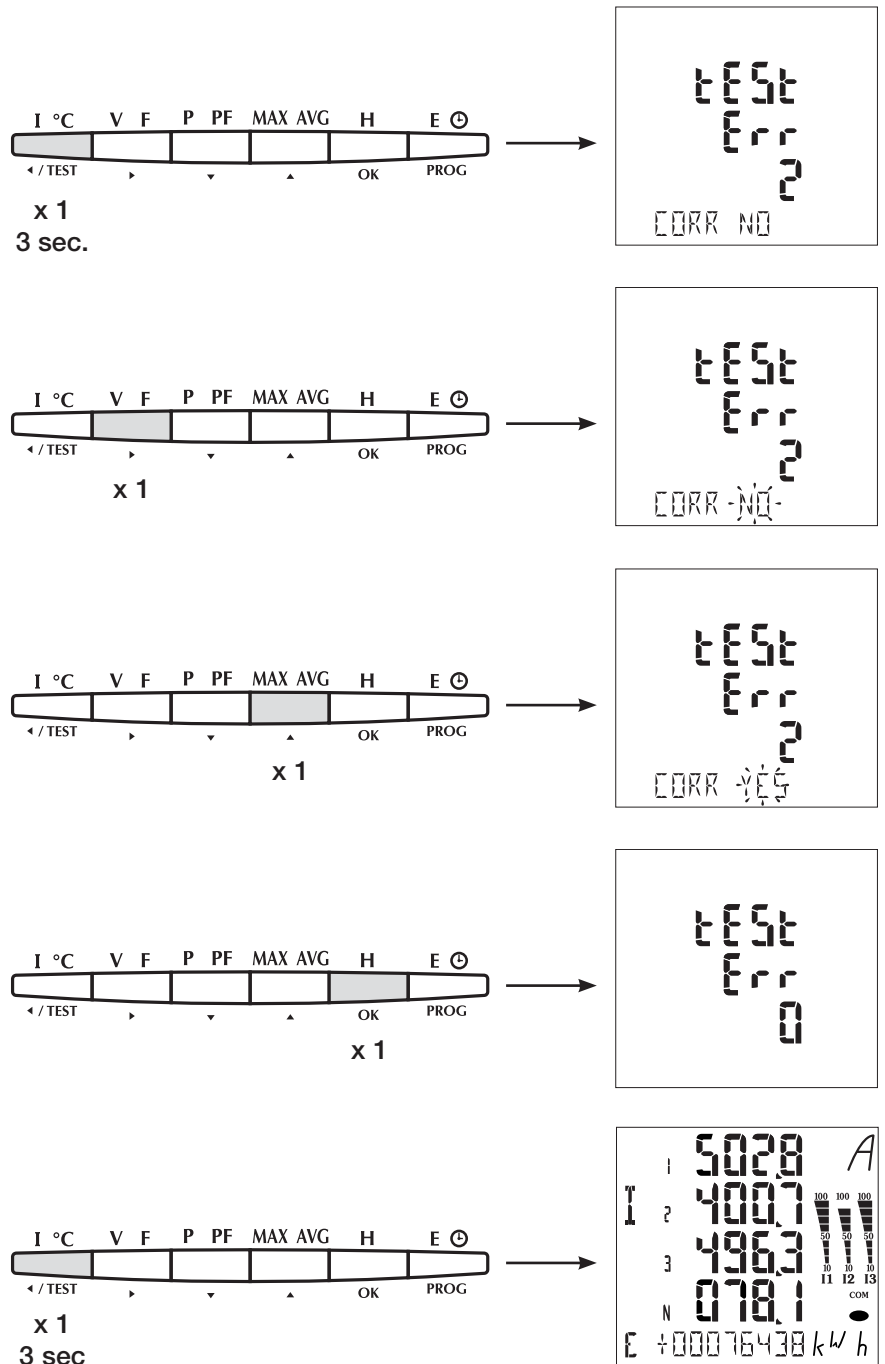 I °C V F P PF MAX AVG H E
/ TEST OK PROG
x 1
3 sec.
tESt
Err
2
CORR NO
I °C V F P PF MAX AVG H E
/ TEST OK PROG
x 1
tESt
Err
2
CORR NO
I °C V F P PF MAX AVG H E
/ TEST OK PROG
x 1
tESt
Err
2
CORR YES
I °C V F P PF MAX AVG H E
/ TEST OK PROG
x 1
tESt
Err
0
I °C V F P PF MAX AVG H E
/ TEST OK PROG
x 1
3 sec
1 502.8 A
I 2 400.7
3 496.3
N 078.1
100 100 100
50 50 50
10 10 10
I1 I2 I3
COM
E +00076438 kWh